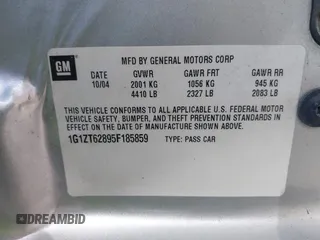 GM
MFD BY GENERAL MOTORS CORP
10/04 GVWR GAWR FRT GAWR RR
2001 KG 1056 KG 945 KG
4410 LB 2327 LB 2083 LB
THIS VEHICLE CONFORMS TO ALL APPLICABLE U.S. FEDERAL MOTOR
VEHICLE SAFETY, BUMPER, AND THEFT PREVENTION STANDARDS IN
EFFECT ON THE DATE OF MANUFACTURE SHOWN ABOVE.
1G1ZT62895F185859 TYPE: PASS CAR
DREAMBID